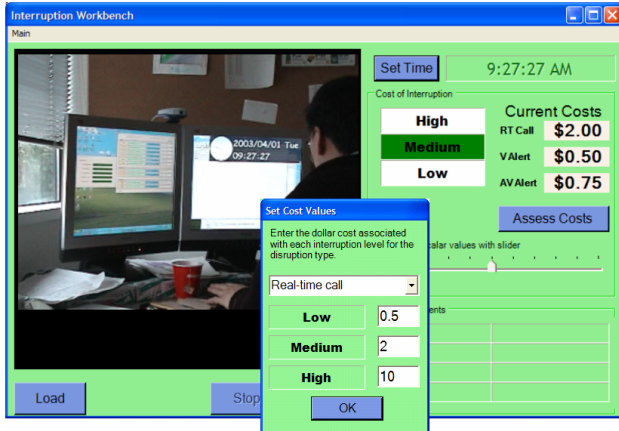 Interruption Workbench
Main
Set Time
9:27:27 AM
Cost of Interruption
High
Medium
Low
Current Costs
RT Call $2.00
V Alert $0.50
AV Alert $0.75
Assess Costs
2003/04/01 Tue
09:27:27
Set Cost Values
Enter the dollar cost associated
with each interruption level for the
disruption type.
Real-time call
Low 0.5
Medium 2
High 10
OK
values with slider
Load
Stop